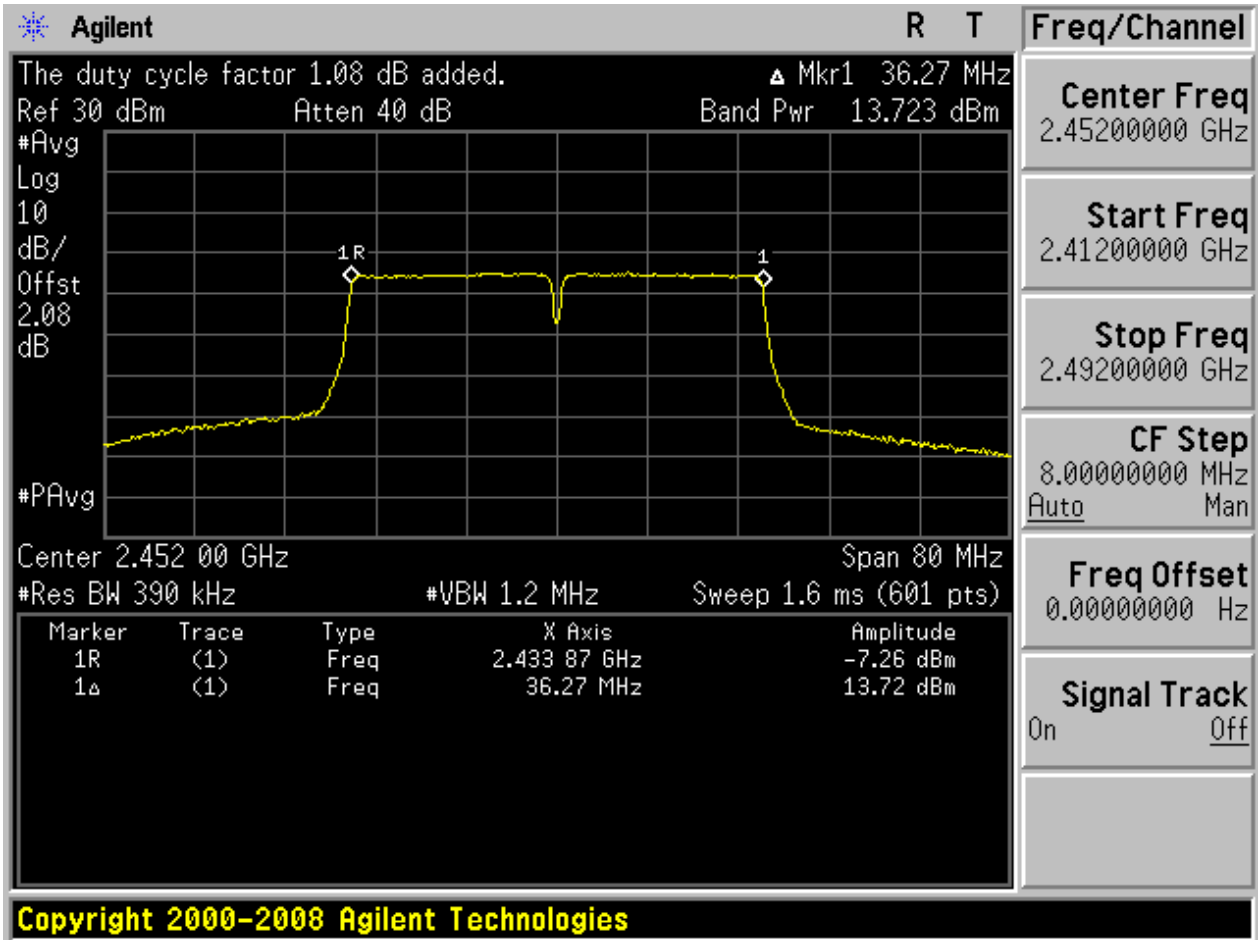 Agilent R T
Freq/Channel
The duty cycle factor 1.08 dB added. Δ Mkr1 36.27 MHz
Ref 30 dBm Atten 40 dB Band Pwr 13.723 dBm
#Avg
Log
10
dB/
Offst
2.08
dB
#PAvg
1R
1
Center 2.452 00 GHz Span 80 MHz
#Res BW 390 kHz #VBW 1.2 MHz Sweep 1.6 ms (601 pts)
Marker Trace Type X Axis Amplitude
1R (1) Freq 2.433 87 GHz -7.26 dBm
1Δ (1) Freq 36.27 MHz 13.72 dBm
Center Freq
2.45200000 GHz
Start Freq
2.41200000 GHz
Stop Freq
2.49200000 GHz
CF Step
8.00000000 MHz
Auto Man
Freq Offset
0.00000000 Hz
Signal Track
On Off
Copyright 2000-2008 Agilent Technologies